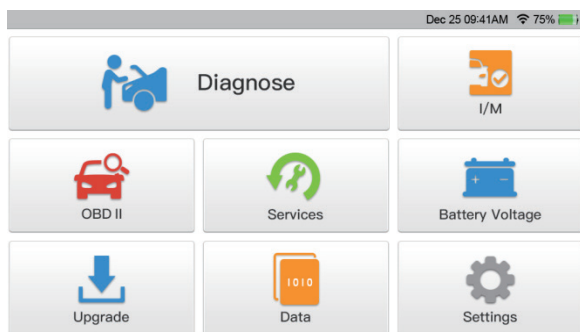 Dec 25 09:41AM 75%
Diagnose
I/M
OBD II
Services
Battery Voltage
+ -
1010
Upgrade
Data
Settings